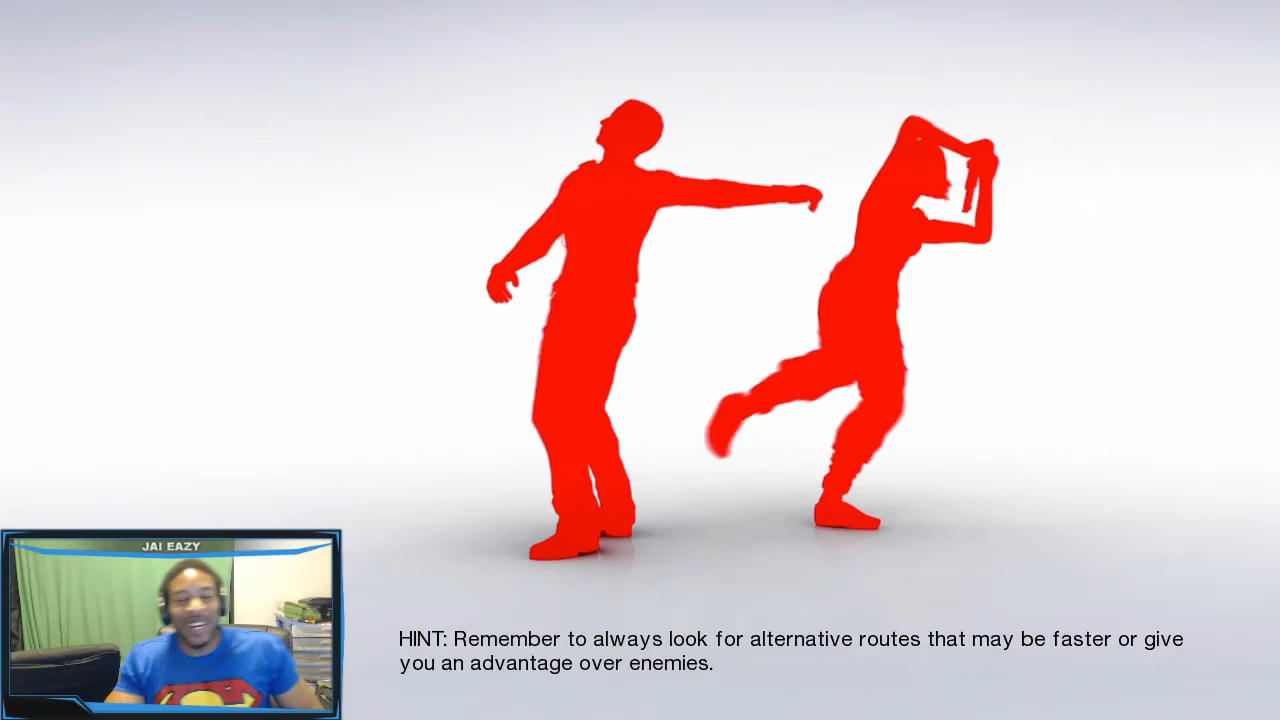 JAI EAZY
HINT: Remember to always look for alternative routes that may be faster or give
you an advantage over enemies.